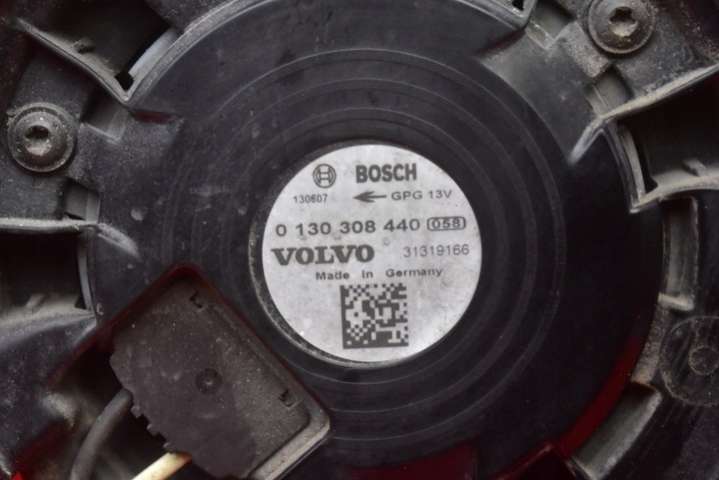 BOSCH
130607 ← GPG 13V
0 130 308 440 058
VOLVO 31319166
Made in Germany